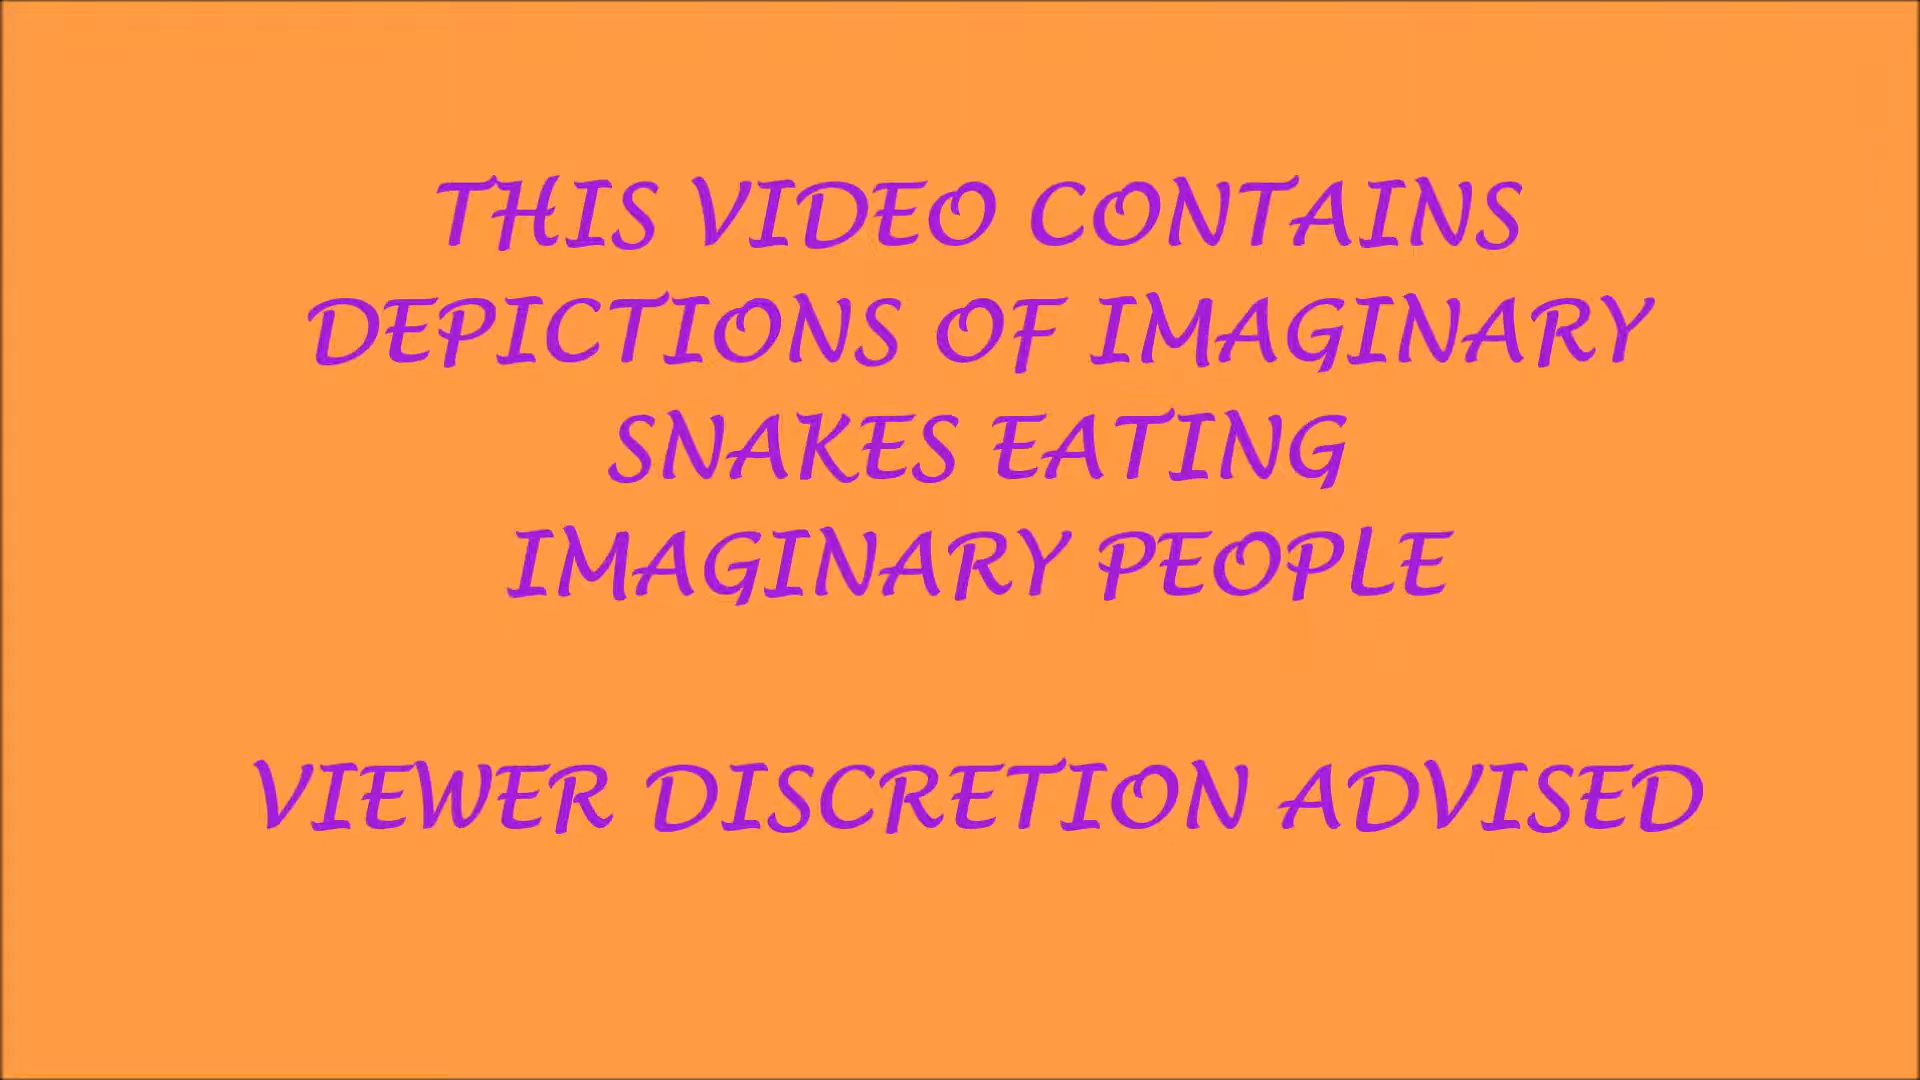 THIS VIDEO CONTAINS
DEPICTIONS OF IMAGINARY
SNAKES EATING
IMAGINARY PEOPLE
VIEWER DISCRETION ADVISED